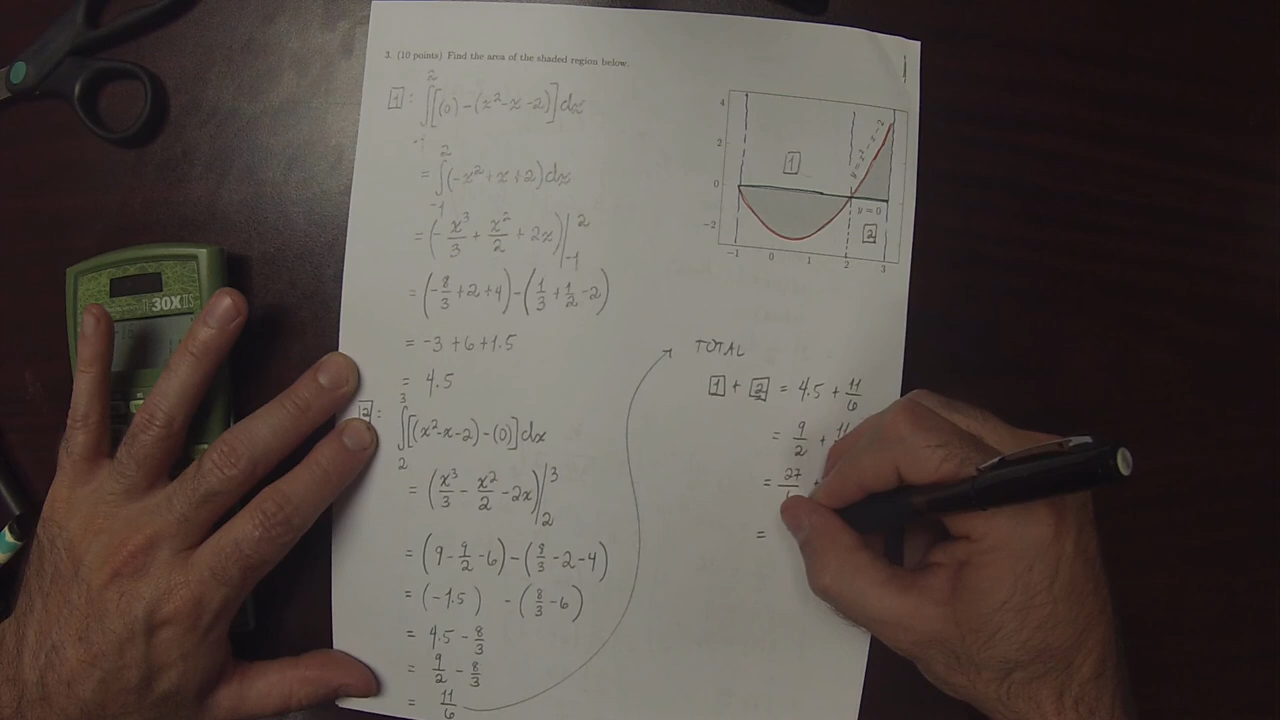 3. (10 points) Find the area of the shaded region below.
1 : ∫_{-1}^{2} [(0) - (x² - x - 2)] dx
= ∫_{-1}^{2} (-x² + x + 2) dx
= (-x³/3 + x²/2 + 2x) |_{-1}^{2}
= (-8/3 + 2 + 4) - (1/3 + 1/2 - 2)
= -3 + 6 + 1.5
= 4.5
2 : ∫_{2}^{3} [(x² - x - 2) - (0)] dx
= (x³/3 - x²/2 - 2x) |_{2}^{3}
= (9 - 9/2 - 6) - (8/3 - 2 - 4)
= (-1.5) - (8/3 - 6)
= 4.5 - 8/3
= 9/2 - 8/3
= 11/6
4
2
0
-2
-1 0 1 2 3
1
y = x² - x - 2
y = 0
2
TOTAL
1 + 2 = 4.5 + 11/6
= 9/2 +
= 27/
=
TI-30X IIS